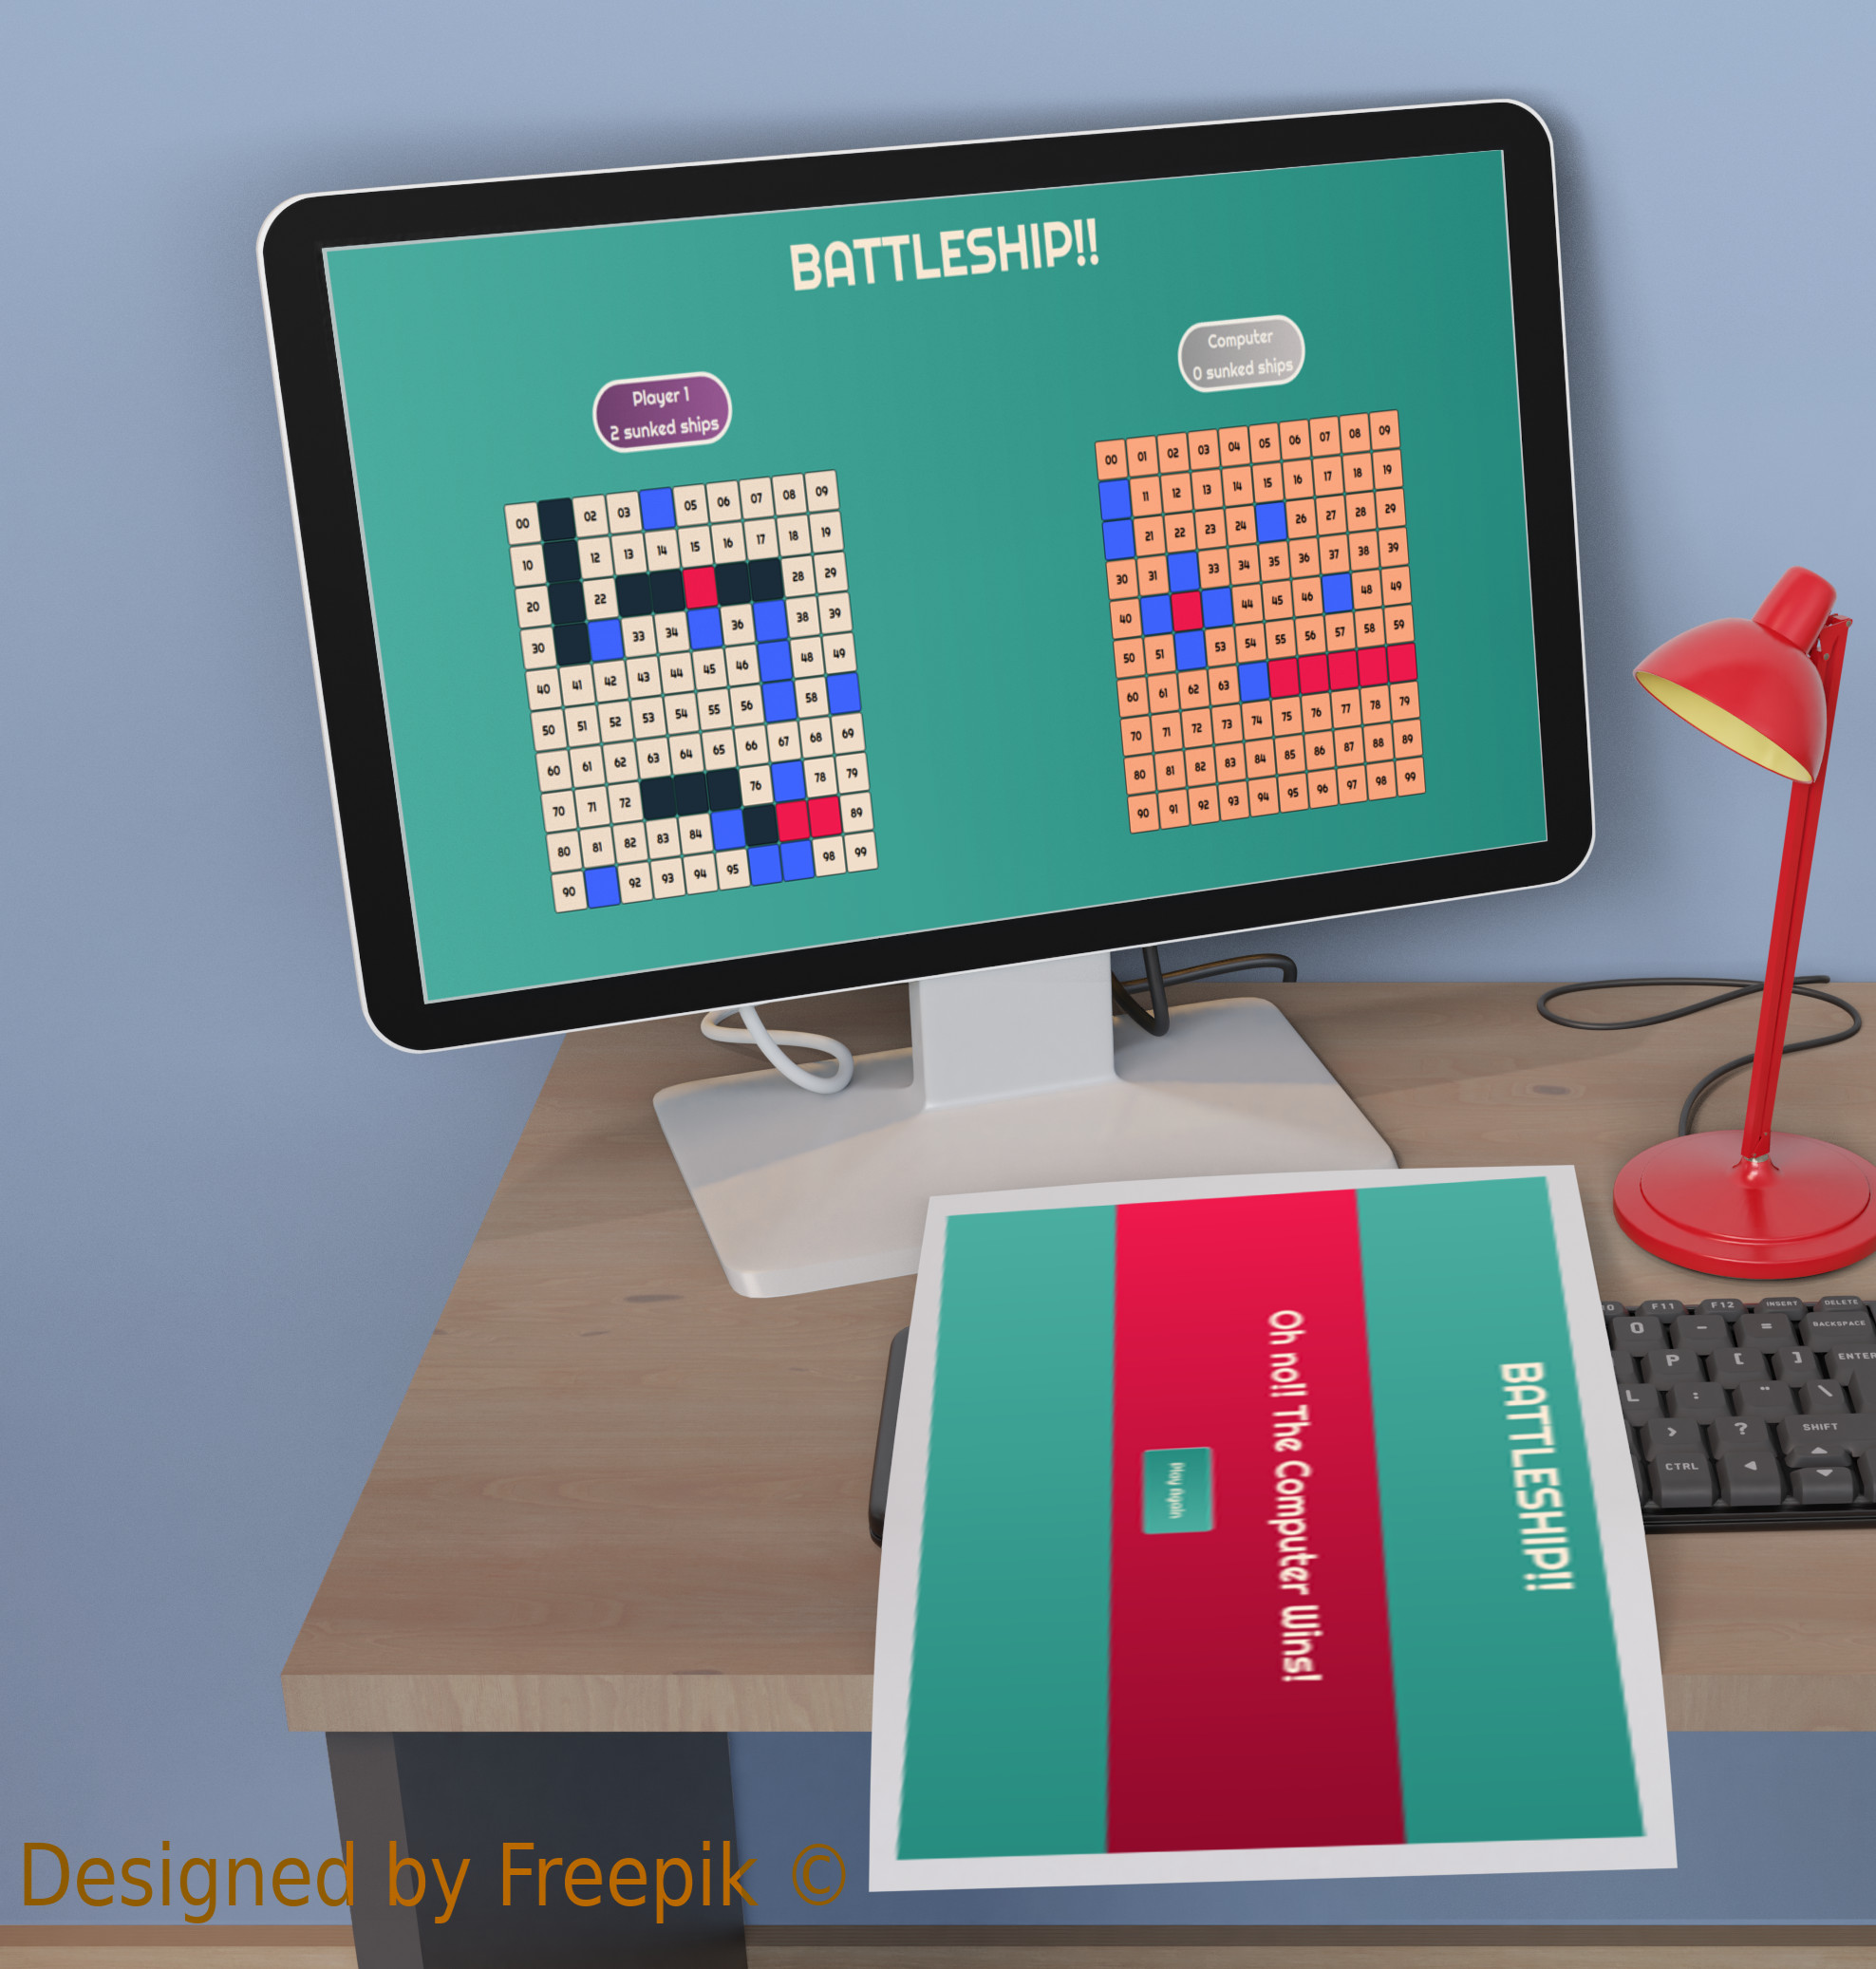 BATTLESHIP!!
Player 1
2 sunked ships
00 02 03 05 06 07 08 09
10 12 13 14 15 16 17 18 19
20 22 28 29
30 33 34 36 38 39
40 41 42 43 44 45 46 48 49
50 51 52 53 54 55 56 58
60 61 62 63 64 65 66 67 68 69
70 71 72 76 78 79
80 81 82 83 84 89
90 92 93 94 95 98 99
Computer
0 sunked ships
00 01 02 03 04 05 06 07 08 09
11 12 13 14 15 16 17 18 19
21 22 23 24 26 27 28 29
30 31 33 34 35 36 37 38 39
40 44 45 46 48 49
50 51 53 54 55 56 57 58 59
60 61 62 63
70 71 72 73 74 75 76 77 78 79
80 81 82 83 84 85 86 87 88 89
90 91 92 93 94 95 96 97 98 99
BATTLESHIP!!
Oh no!! The Computer Wins!
Play Again
F11 F12 INSERT DELETE
0 - = BACKSPACE
P [ ] ENTER
L : " \
> ? SHIFT
CTRL
Designed by Freepik ©